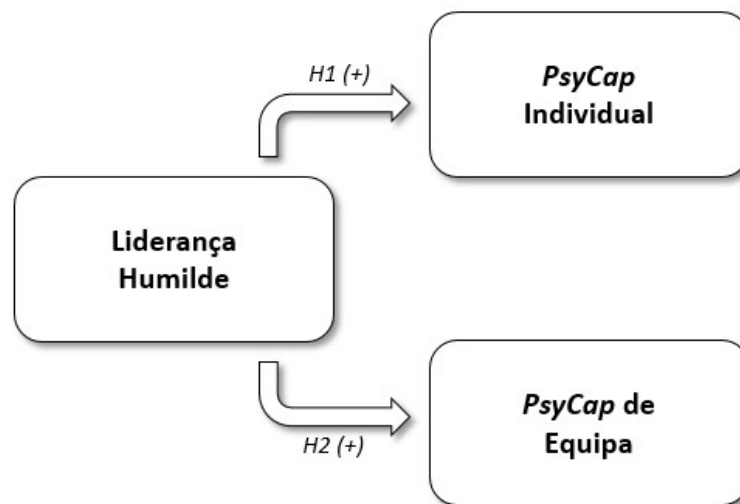 H1 (+)
PsyCap
Individual
Liderança
Humilde
PsyCap de
Equipa
H2 (+)